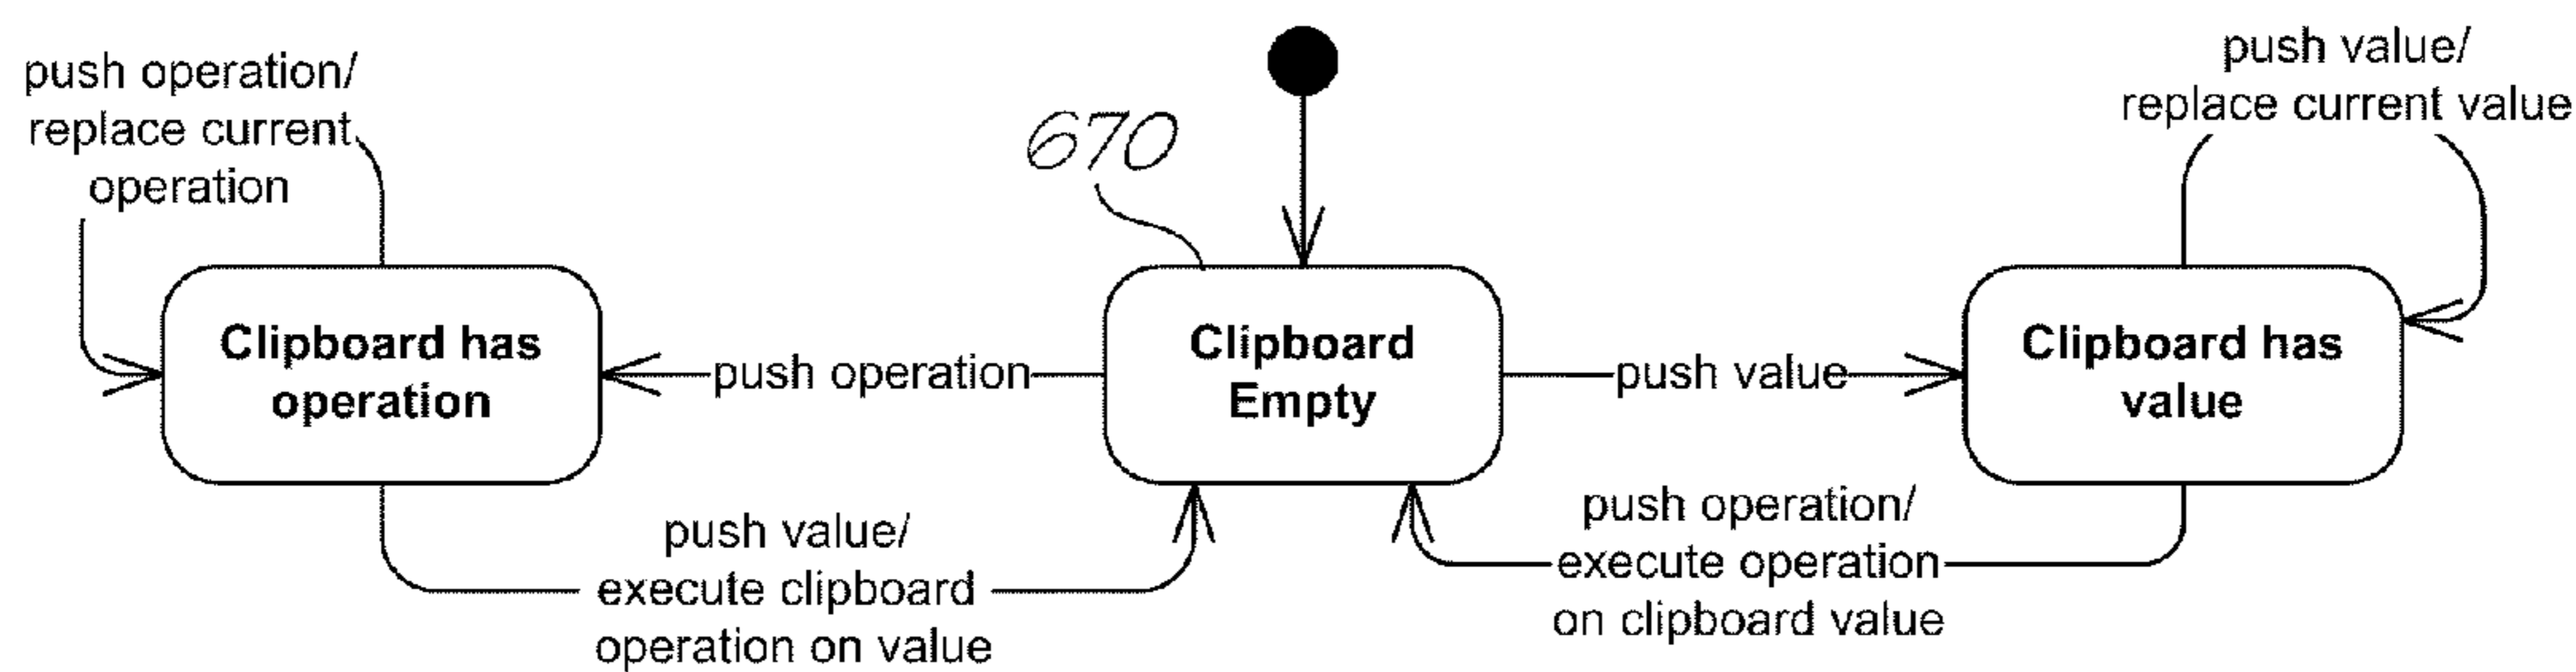 push operation/
replace current
operation
670
push value/
replace current value
Clipboard has
operation
push operation
Clipboard
Empty
push value
Clipboard has
value
push value/
execute clipboard
operation on value
push operation/
execute operation
on clipboard value